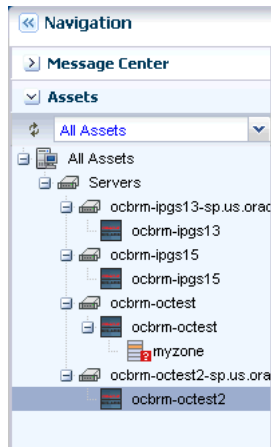 Navigation
Message Center
Assets
All Assets
All Assets
Servers
ocbrm-ipgs13-sp.us.orac
ocbrm-ipgs13
ocbrm-ipgs15
ocbrm-ipgs15
ocbrm-octest
ocbrm-octest
myzone
ocbrm-octest2-sp.us.ora
ocbrm-octest2